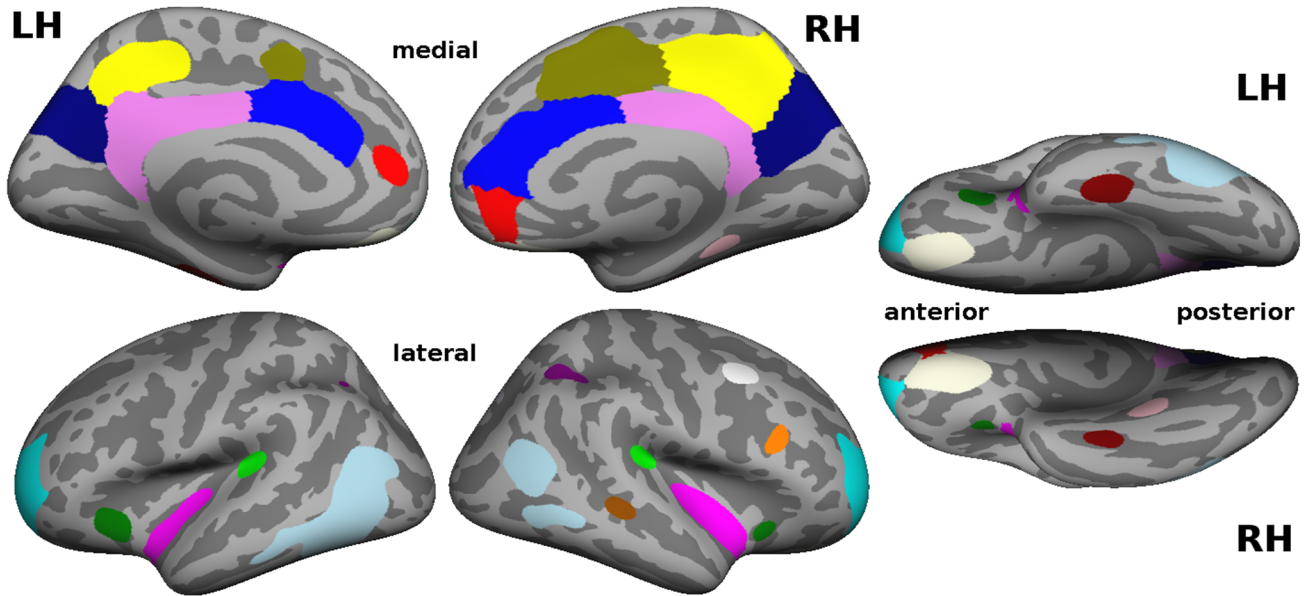 LH
medial
RH
LH
anterior
posterior
lateral
RH